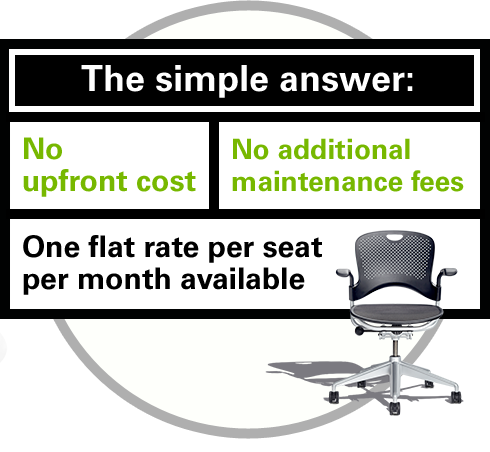 The simple answer:
No
upfront cost
No additional
maintenance fees
One flat rate per seat
per month available